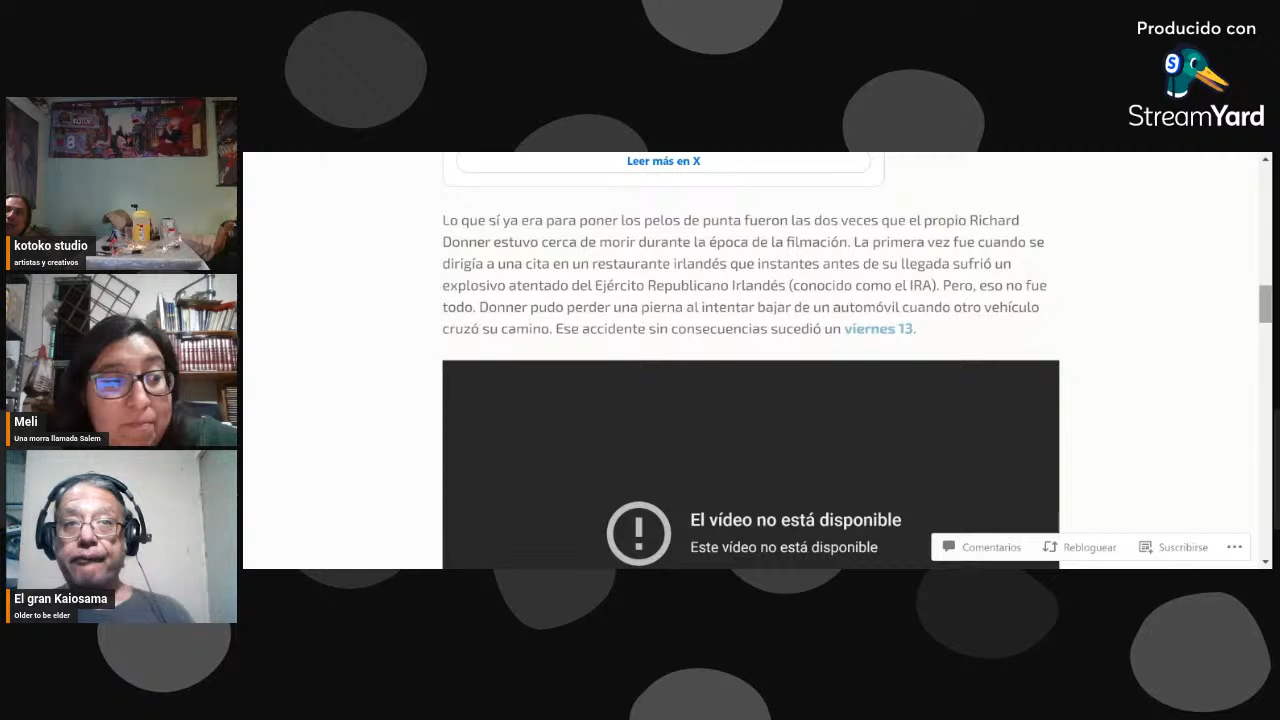 Producido con
StreamYard
kotoko studio
artistas y creativos
Meli
Una morra llamada Salem
El gran Kaiosama
Older to be elder
Leer más en X
Lo que sí ya era para poner los pelos de punta fueron las dos veces que el propio Richard
Donner estuvo cerca de morir durante la época de la filmación. La primera vez fue cuando se
dirigía a una cita en un restaurante irlandés que instantes antes de su llegada sufrió un
explosivo atentado del Ejército Republicano Irlandés (conocido como el IRA). Pero, eso no fue
todo. Donner pudo perder una pierna al intentar bajar de un automóvil cuando otro vehículo
cruzó su camino. Ese accidente sin consecuencias sucedió un viernes 13.
El vídeo no está disponible
Este vídeo no está disponible
Comentarios
Rebloguear
Suscribirse